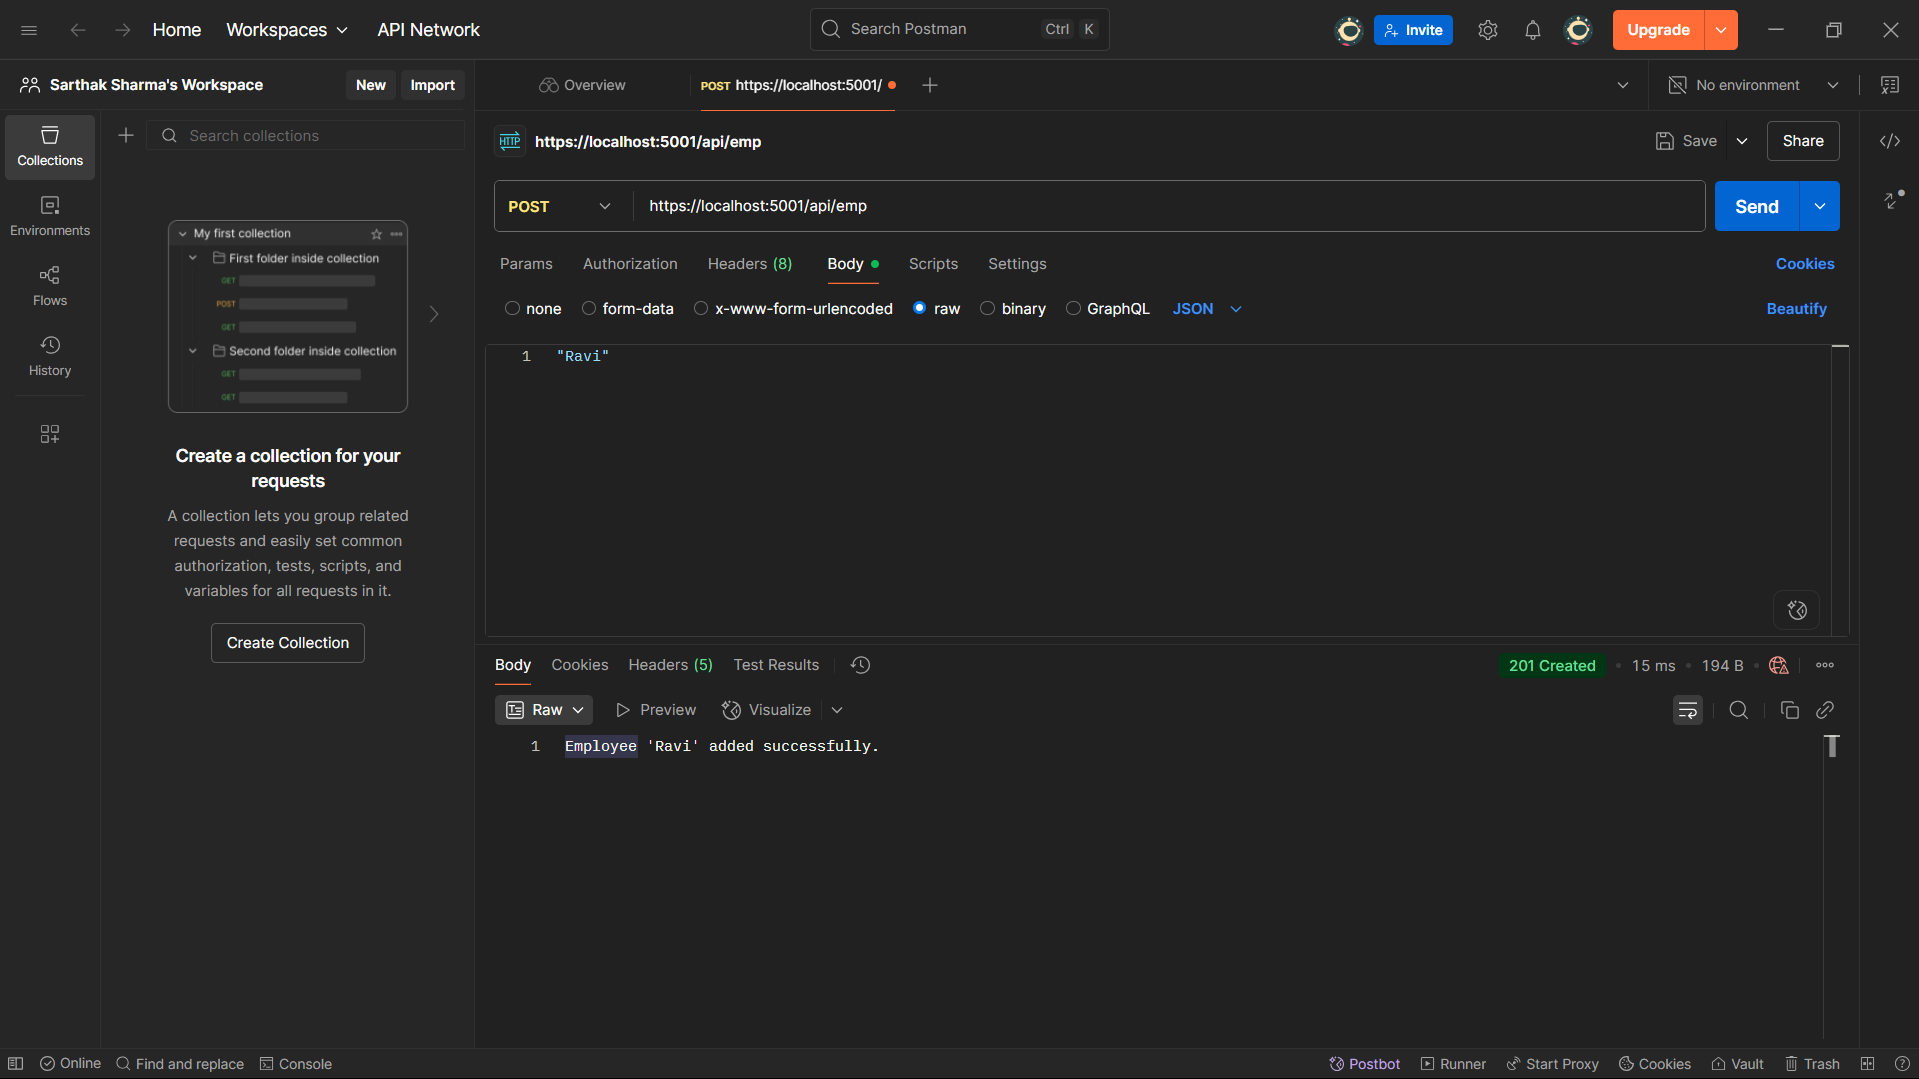 Home Workspaces API Network Search Postman Ctrl K Invite Upgrade
Sarthak Sharma's Workspace New Import Overview POST https://localhost:5001/ No environment
Collections
Search collections
Environments
Flows
History
My first collection
First folder inside collection
GET
POST
GET
Second folder inside collection
GET
GET
Create a collection for your
requests
A collection lets you group related
requests and easily set common
authorization, tests, scripts, and
variables for all requests in it.
Create Collection
HTTP https://localhost:5001/api/emp Save Share
POST https://localhost:5001/api/emp Send
Params Authorization Headers (8) Body Scripts Settings Cookies
none form-data x-www-form-urlencoded raw binary GraphQL JSON Beautify
1 "Ravi"
Body Cookies Headers (5) Test Results 201 Created 15 ms 194 B
Raw Preview Visualize
1 Employee 'Ravi' added successfully.
Online Find and replace Console Postbot Runner Start Proxy Cookies Vault Trash